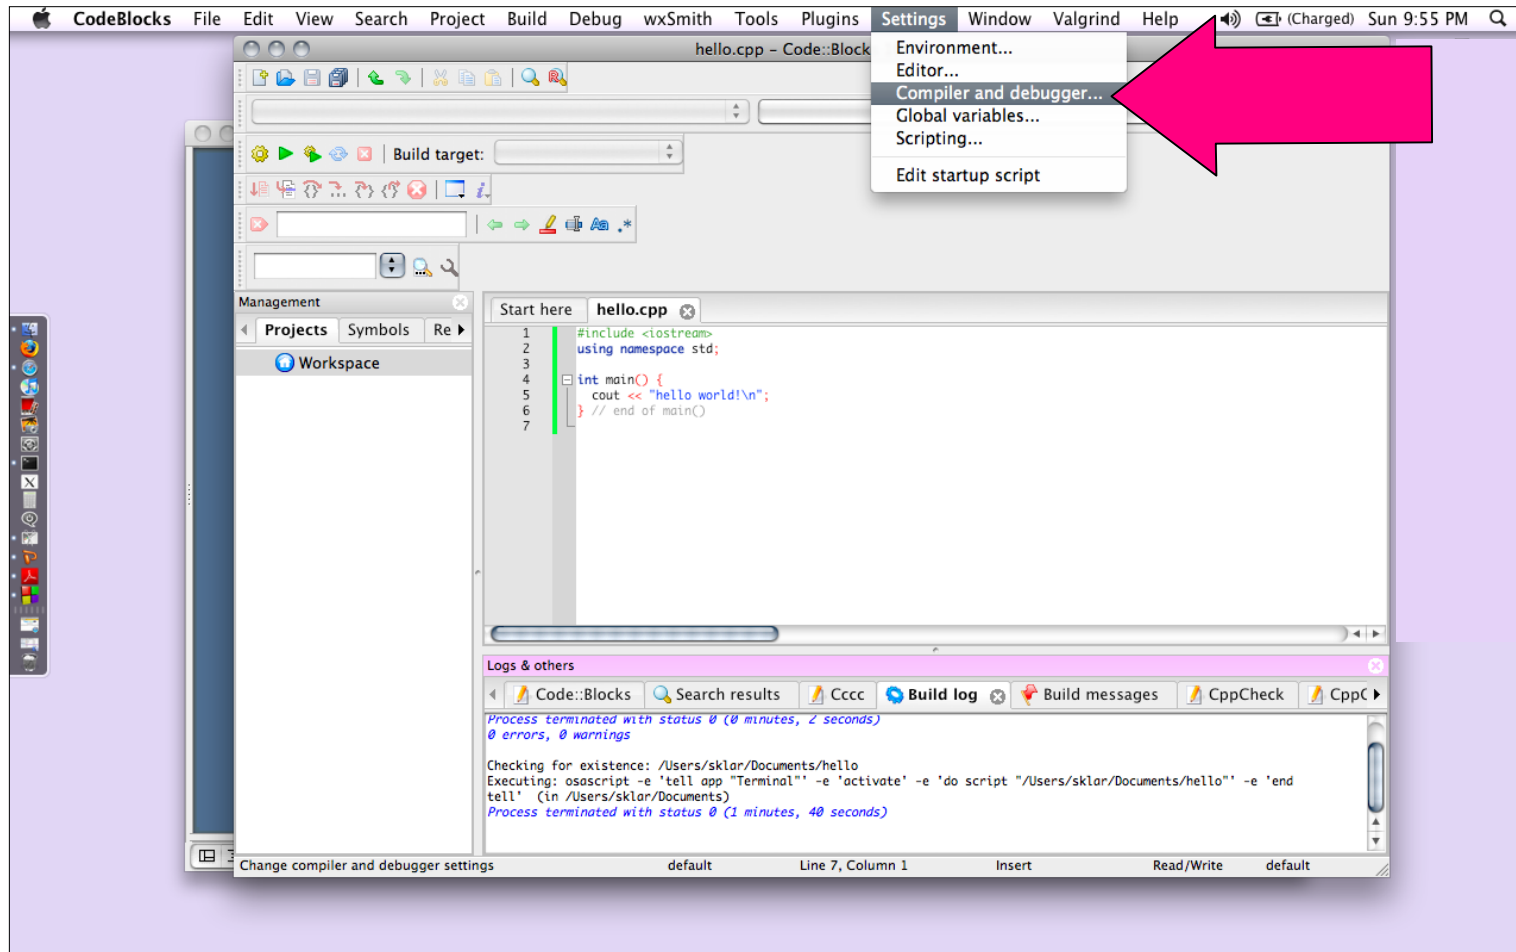 CodeBlocks File Edit View Search Project Build Debug wxSmith Tools Plugins Settings Window Valgrind Help (Charged) Sun 9:55 PM
hello.cpp – Code::Block
Environment...
Editor...
Compiler and debugger...
Global variables...
Scripting...
Edit startup script
Build target:
Management
Projects Symbols Re
Workspace
Start here hello.cpp
1 #include <iostream>
2 using namespace std;
3
4 int main() {
5 cout << "hello world!\n";
6 } // end of main()
7
Logs & others
Code::Blocks Search results Cccc Build log Build messages CppCheck CppC
Process terminated with status 0 (0 minutes, 2 seconds)
0 errors, 0 warnings
Checking for existence: /Users/sklar/Documents/hello
Executing: osascript -e 'tell app "Terminal"' -e 'activate' -e 'do script "/Users/sklar/Documents/hello"' -e 'end
tell' (in /Users/sklar/Documents)
Process terminated with status 0 (1 minutes, 40 seconds)
Change compiler and debugger settings default Line 7, Column 1 Insert Read/Write default